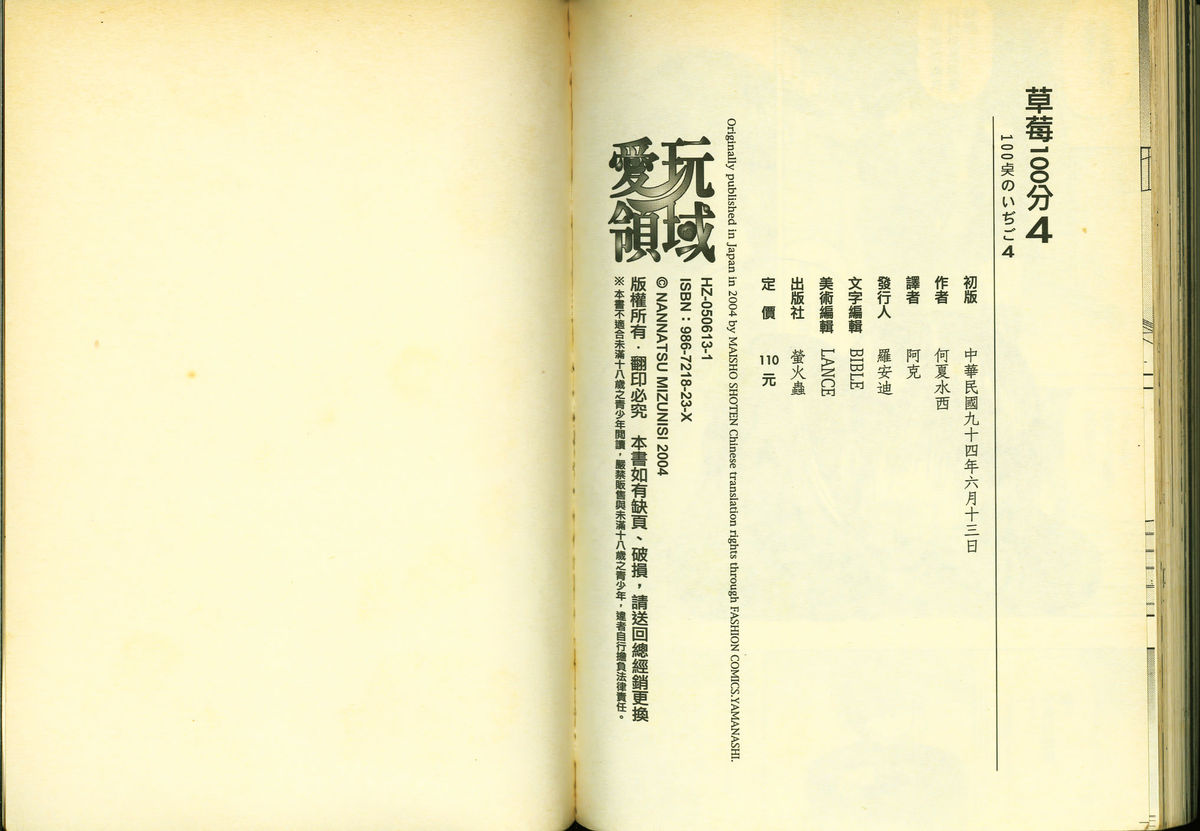 草莓100分4
100点のいぢご4
初版 中華民國九十四年六月十三日
作者 何夏水西
譯者 阿克
發行人 羅安迪
文字編輯 BIBLE
美術編輯 LANCE
出版社 螢火蟲
定價 110元
Originally published in Japan in 2004 by MAISHO SHOTEN Chinese translation rights through FASHION COMICS.YAMANASHI.
玩域
愛領
HZ-050613-1
ISBN：986-7218-23-X
© NANNATSU MIZUNISI 2004
版權所有．翻印必究 本書如有缺頁、破損，請送回總經銷更換
※本書不適合未滿十八歲之青少年閱讀，嚴禁販售與未滿十八歲之青少年，違者自行擔負法律責任。